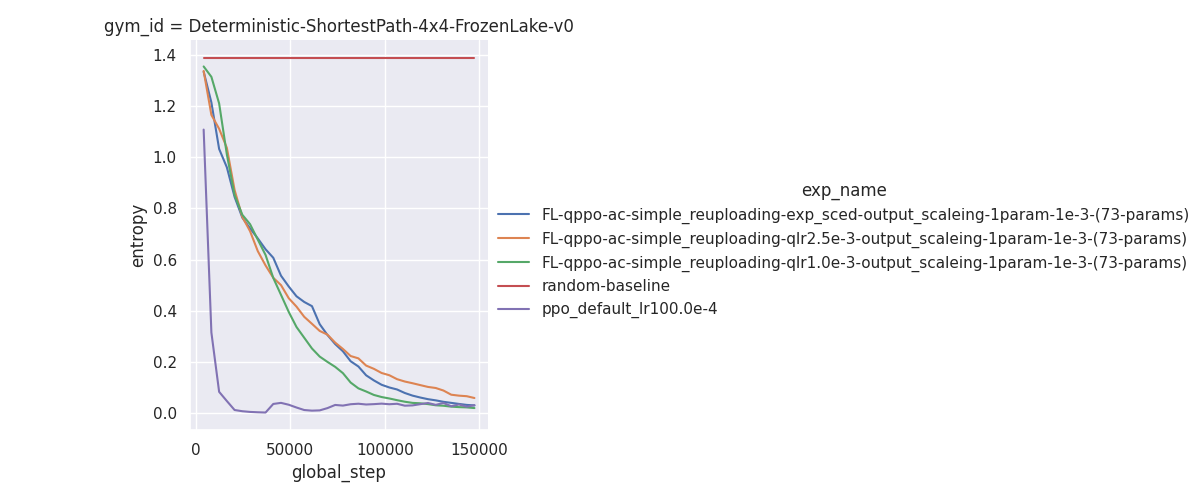 gym_id = Deterministic-ShortestPath-4x4-FrozenLake-v0
1.4
1.2
1.0
0.8
0.6
0.4
0.2
0.0
entropy
0
50000
100000
150000
global_step
exp_name
FL-qppo-ac-simple_reuploading-exp_sced-output_scaleing-1param-1e-3-(73-params)
FL-qppo-ac-simple_reuploading-qlr2.5e-3-output_scaleing-1param-1e-3-(73-params)
FL-qppo-ac-simple_reuploading-qlr1.0e-3-output_scaleing-1param-1e-3-(73-params)
random-baseline
ppo_default_lr100.0e-4